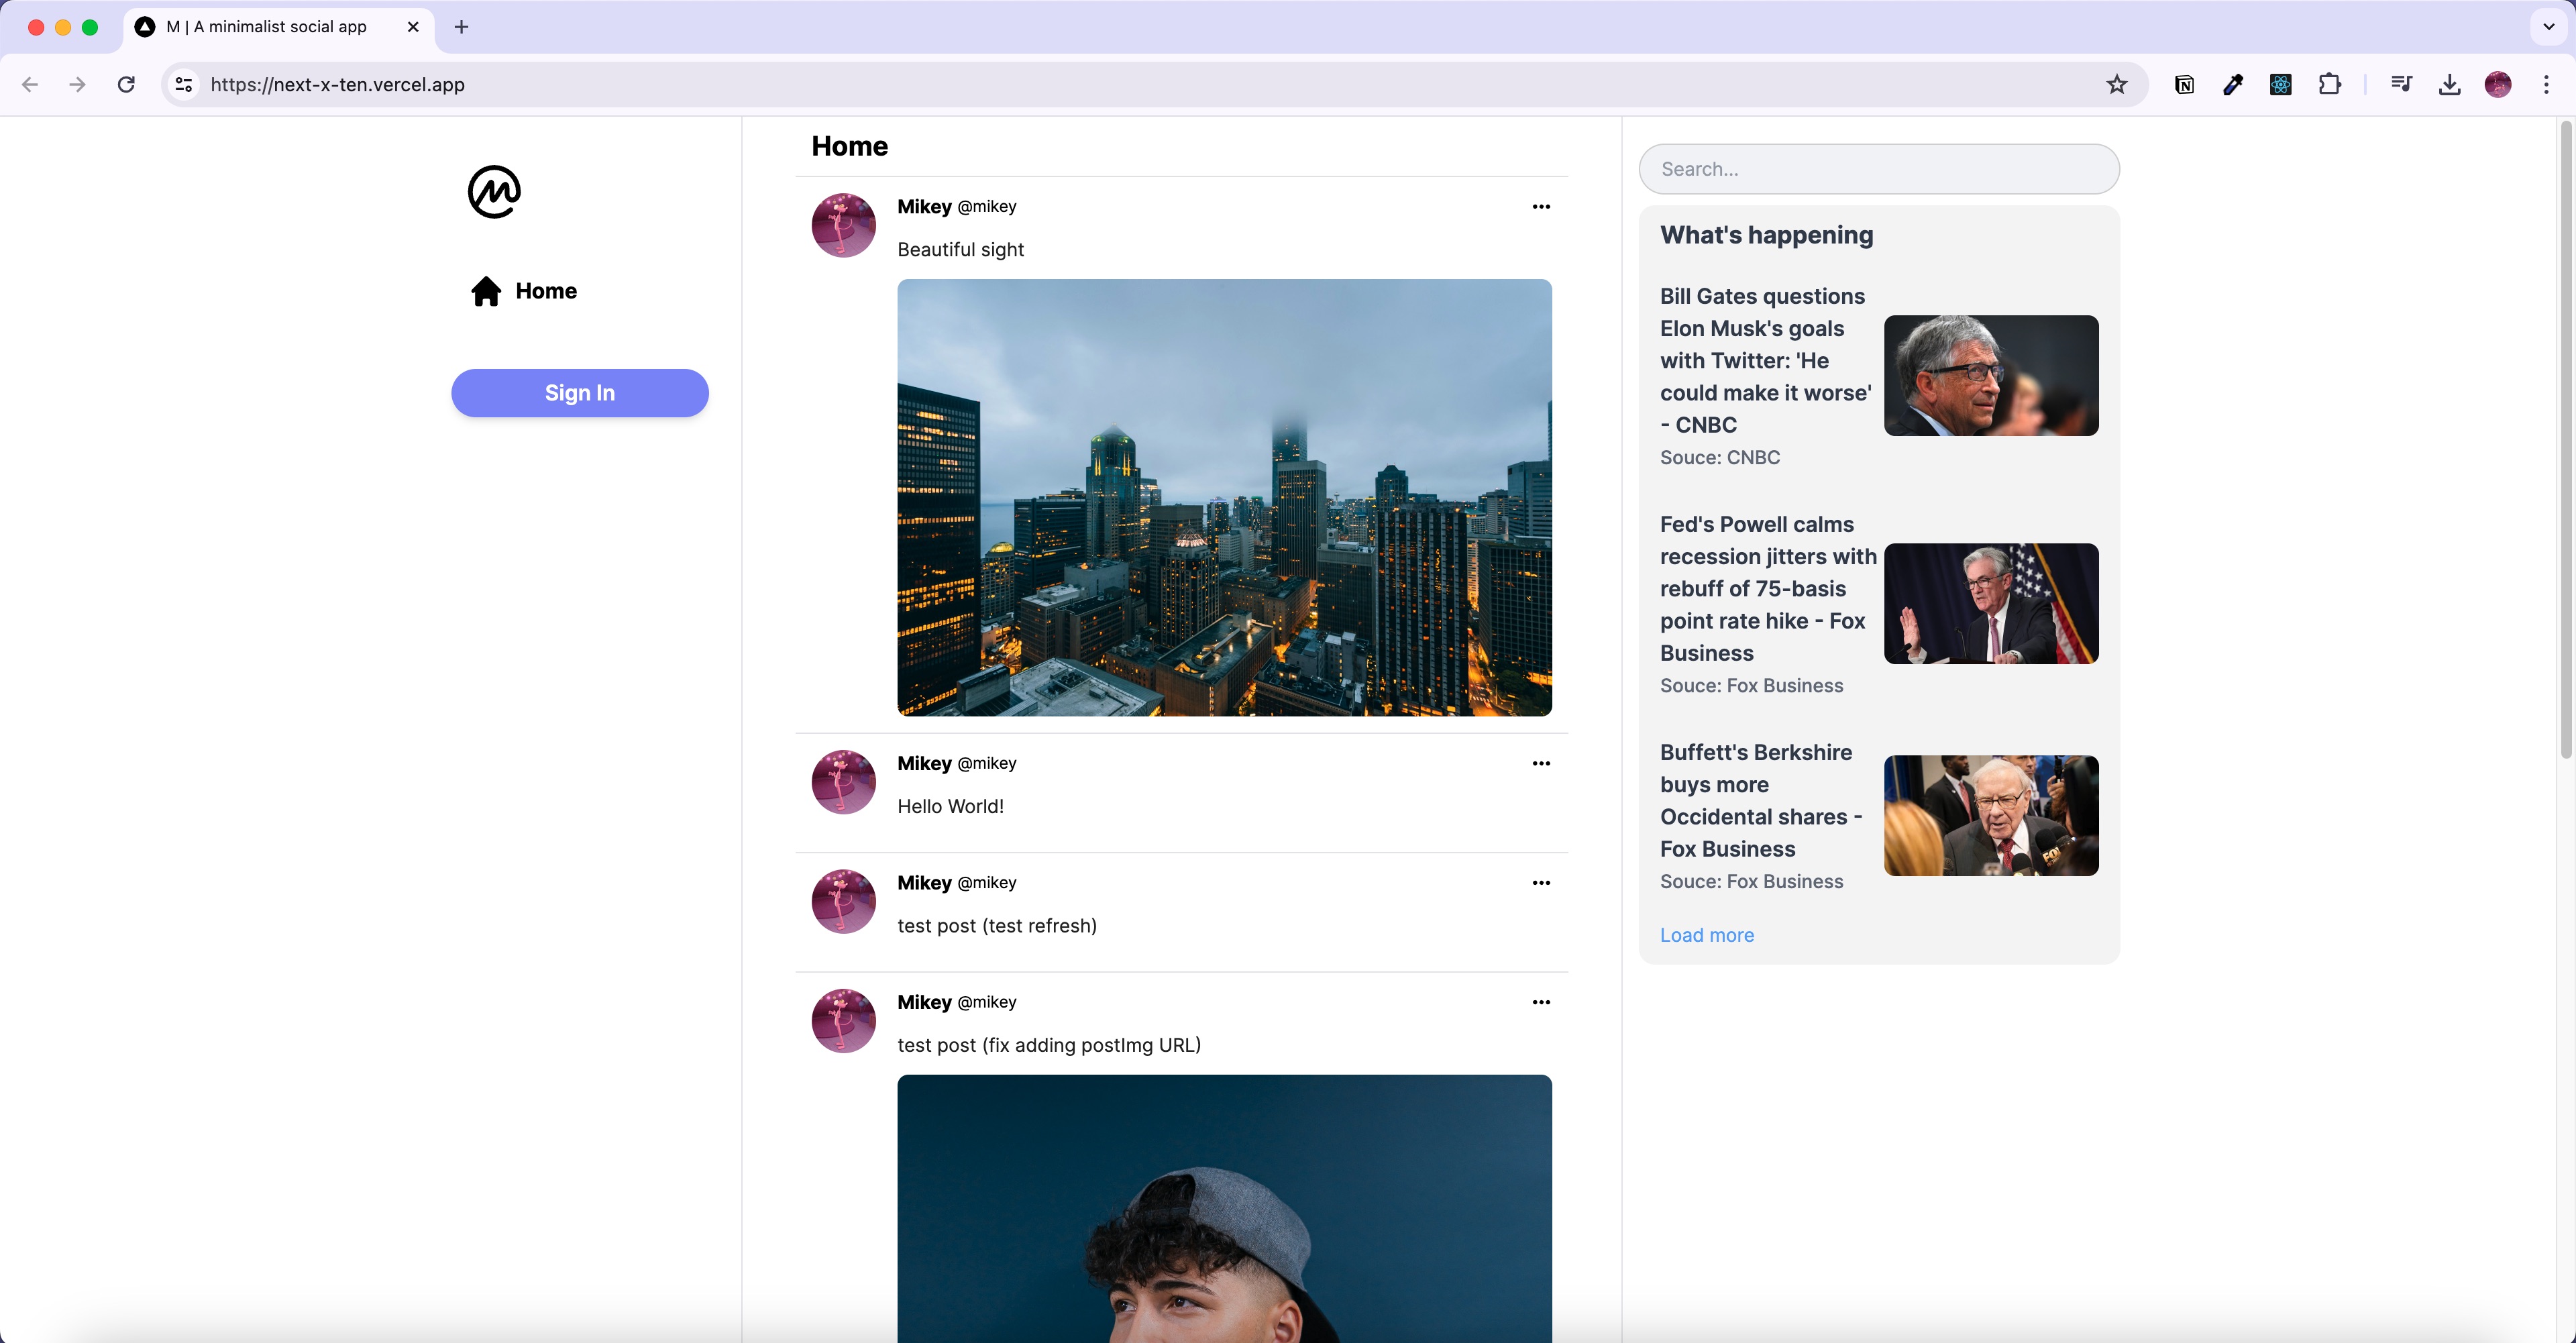 M | A minimalist social app
https://next-x-ten.vercel.app
Home
Sign In
Home
Mikey @mikey
Beautiful sight
Mikey @mikey
Hello World!
Mikey @mikey
test post (test refresh)
Mikey @mikey
test post (fix adding postImg URL)
Search...
What's happening
Bill Gates questions
Elon Musk's goals
with Twitter: 'He
could make it worse'
- CNBC
Souce: CNBC
Fed's Powell calms
recession jitters with
rebuff of 75-basis
point rate hike - Fox
Business
Souce: Fox Business
Buffett's Berkshire
buys more
Occidental shares -
Fox Business
Souce: Fox Business
Load more